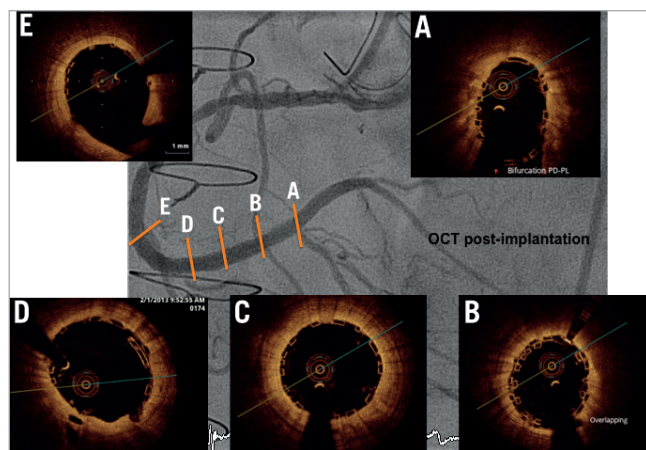 E
A
1 mm
Bifurcation PD-PL
A
B
C
D
E
OCT post-implantation
2/1/2013 9:52:55 AM
0174
D
C
B
Overlapping